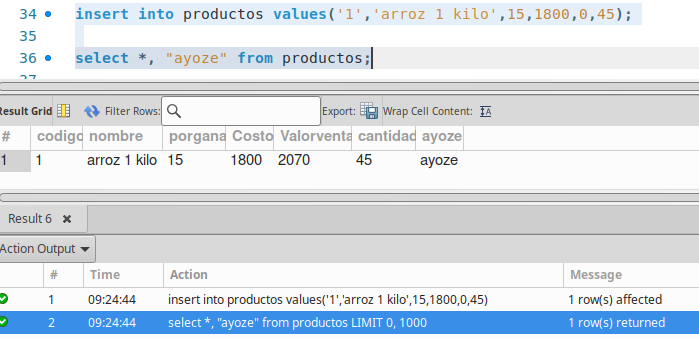 34 insert into productos values('1','arroz 1 kilo',15,1800,0,45);
35
36 select *, "ayoze" from productos;
37
Result Grid Filter Rows: Export: Wrap Cell Content:
# codigo nombre porgana Costo Valorventa cantidad ayoze
1 1 arroz 1 kilo 15 1800 2070 45 ayoze
Result 6
Action Output
# Time Action Message
1 09:24:44 insert into productos values('1','arroz 1 kilo',15,1800,0,45) 1 row(s) affected
2 09:24:44 select *, "ayoze" from productos LIMIT 0, 1000 1 row(s) returned